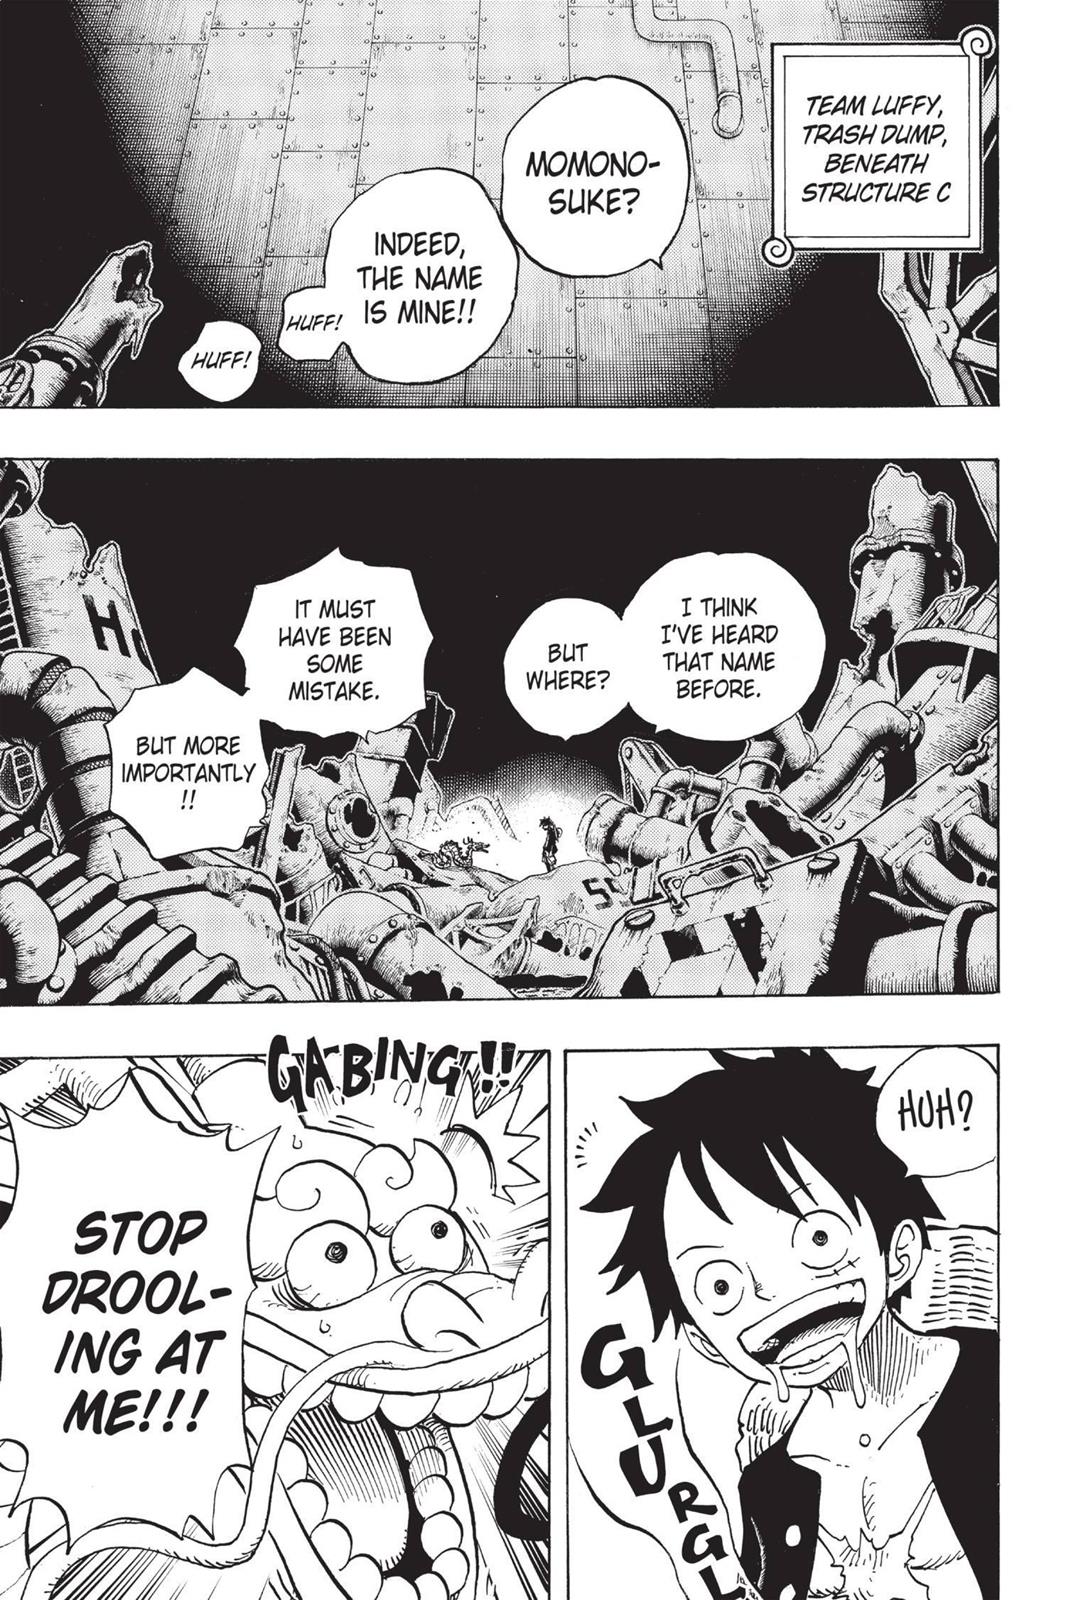 TEAM LUFFY,
TRASH DUMP,
BENEATH
STRUCTURE C
MOMONO-
SUKE?
INDEED,
THE NAME
IS MINE!!
HUFF!
HUFF!
I THINK
I'VE HEARD
THAT NAME
BEFORE.
BUT
WHERE?
IT MUST
HAVE BEEN
SOME
MISTAKE.
BUT MORE
IMPORTANTLY
!!
HUH?
GLURGL
GABING!!
STOP
DROOL-
ING AT
ME!!!